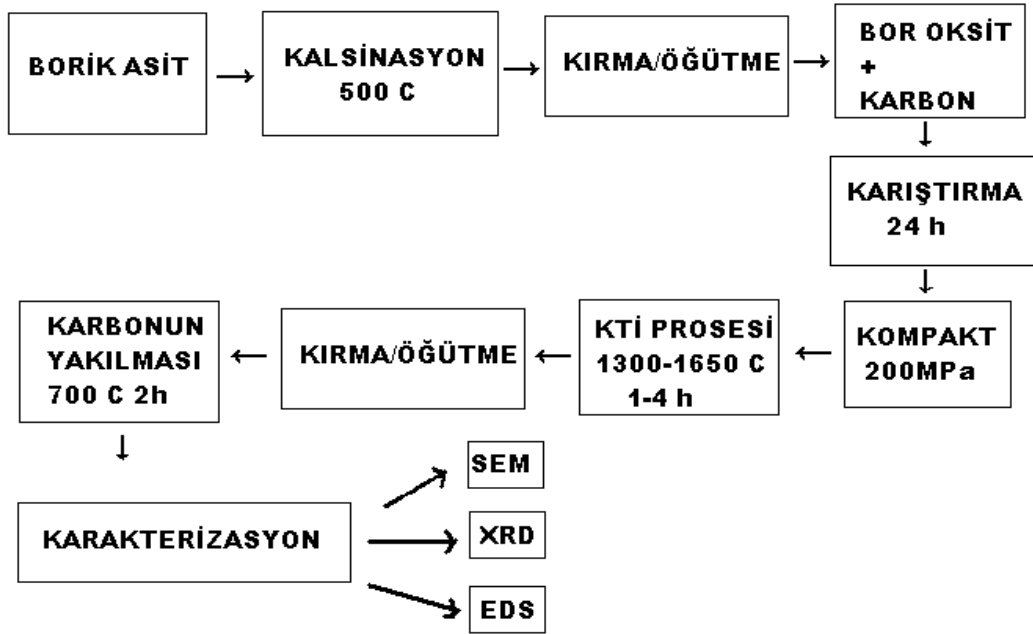 BORİK ASİT
KALSİNASYON
500 C
KIRMA/ÖĞÜTME
BOR OKSİT
+
KARBON
KARIŞTIRMA
24 h
KOMPAKT
200MPa
KTİ PROSESİ
1300-1650 C
1-4 h
KIRMA/ÖĞÜTME
KARBONUN
YAKILMASI
700 C 2h
KARAKTERİZASYON
SEM
XRD
EDS